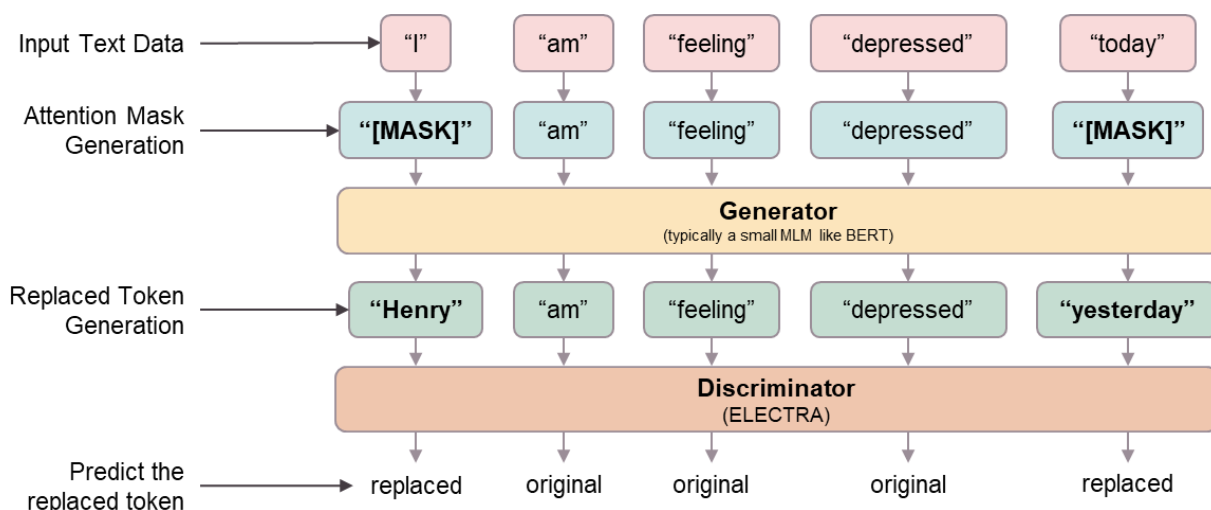 Input Text Data
“I”
“am”
“feeling”
“depressed”
“today”
Attention Mask
Generation
“[MASK]”
“am”
“feeling”
“depressed”
“[MASK]”
Generator
(typically a small MLM like BERT)
Replaced Token
Generation
“Henry”
“am”
“feeling”
“depressed”
“yesterday”
Discriminator
(ELECTRA)
Predict the
replaced token
replaced
original
original
original
replaced